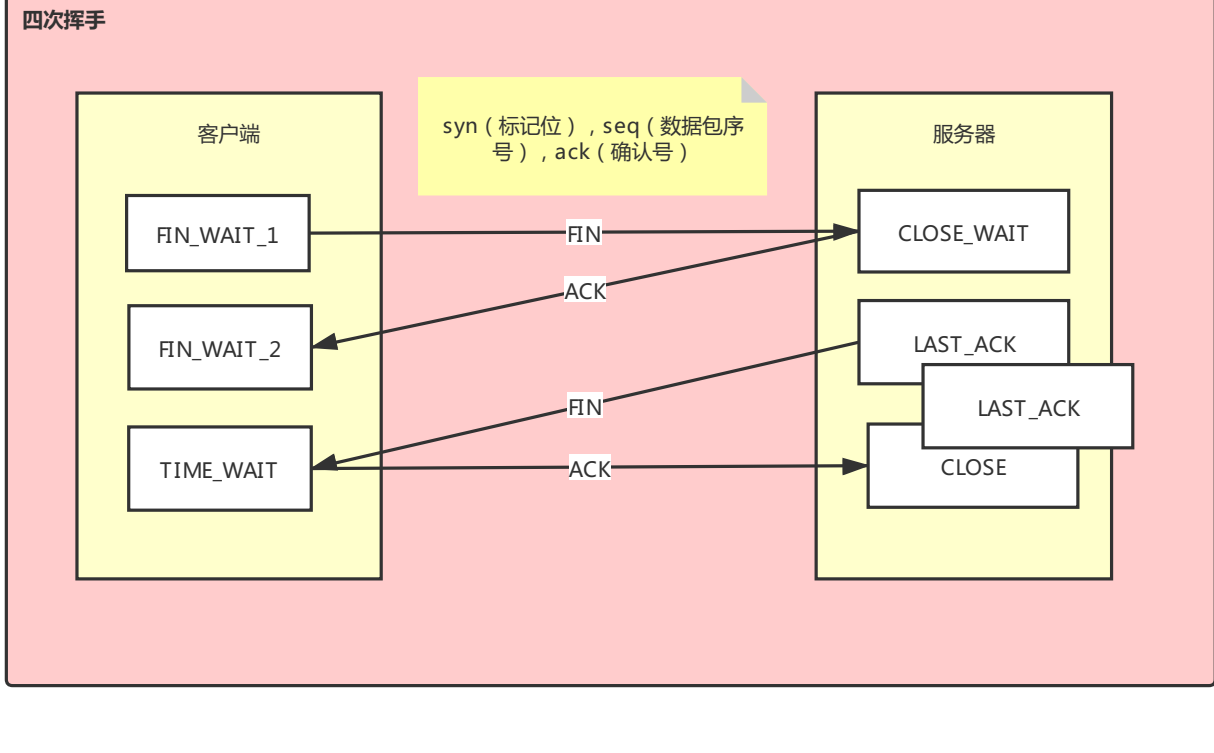 四次挥手
客户端
syn（标记位），seq（数据包序
号），ack（确认号）
服务器
FIN_WAIT_1
FIN
CLOSE_WAIT
ACK
FIN_WAIT_2
LAST_ACK
FIN
LAST_ACK
TIME_WAIT
ACK
CLOSE